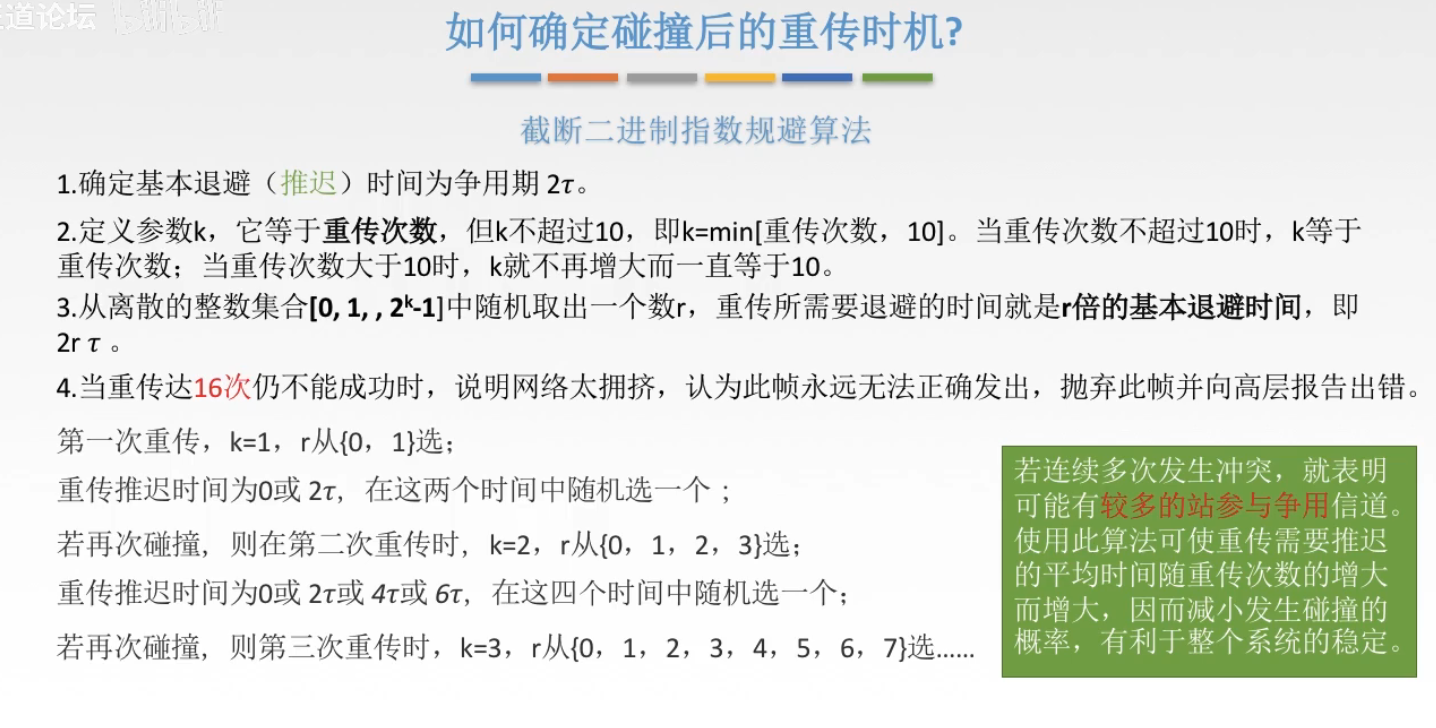 道论坛 bilibili
如何确定碰撞后的重传时机?
截断二进制指数规避算法
1.确定基本退避（推迟）时间为争用期 2τ。
2.定义参数k，它等于重传次数，但k不超过10，即k=min[重传次数，10]。当重传次数不超过10时，k等于
重传次数；当重传次数大于10时，k就不再增大而一直等于10。
3.从离散的整数集合[0, 1, , 2ᵏ-1]中随机取出一个数r，重传所需要退避的时间就是r倍的基本退避时间，即
2r τ 。
4.当重传达16次仍不能成功时，说明网络太拥挤，认为此帧永远无法正确发出，抛弃此帧并向高层报告出错。
第一次重传，k=1，r从{0，1}选；
重传推迟时间为0或 2τ，在这两个时间中随机选一个；
若再次碰撞，则在第二次重传时，k=2，r从{0，1，2，3}选；
重传推迟时间为0或 2τ或 4τ或 6τ，在这四个时间中随机选一个；
若再次碰撞，则第三次重传时，k=3，r从{0，1，2，3，4，5，6，7}选……
若连续多次发生冲突，就表明
可能有较多的站参与争用信道。
使用此算法可使重传需要推迟
的平均时间随重传次数的增大
而增大，因而减小发生碰撞的
概率，有利于整个系统的稳定。